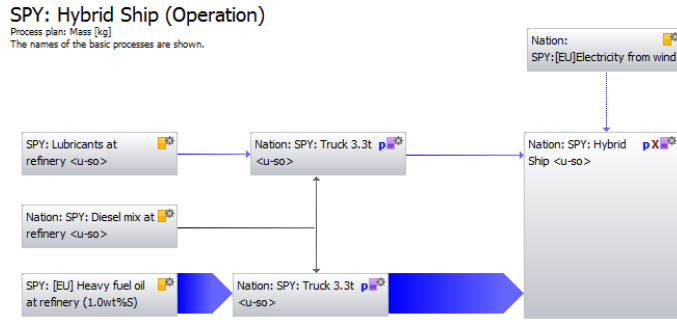 SPY: Hybrid Ship (Operation)
Process plan: Mass [kg]
The names of the basic processes are shown.
Nation:
SPY:[EU]Electricity from wind
SPY: Lubricants at
refinery <u-so>
Nation: SPY: Truck 3.3t p
<u-so>
Nation: SPY: Hybrid pX
Ship <u-so>
Nation: SPY: Diesel mix at
refinery <u-so>
SPY: [EU] Heavy fuel oil
at refinery (1.0wt%S)
Nation: SPY: Truck 3.3t p
<u-so>